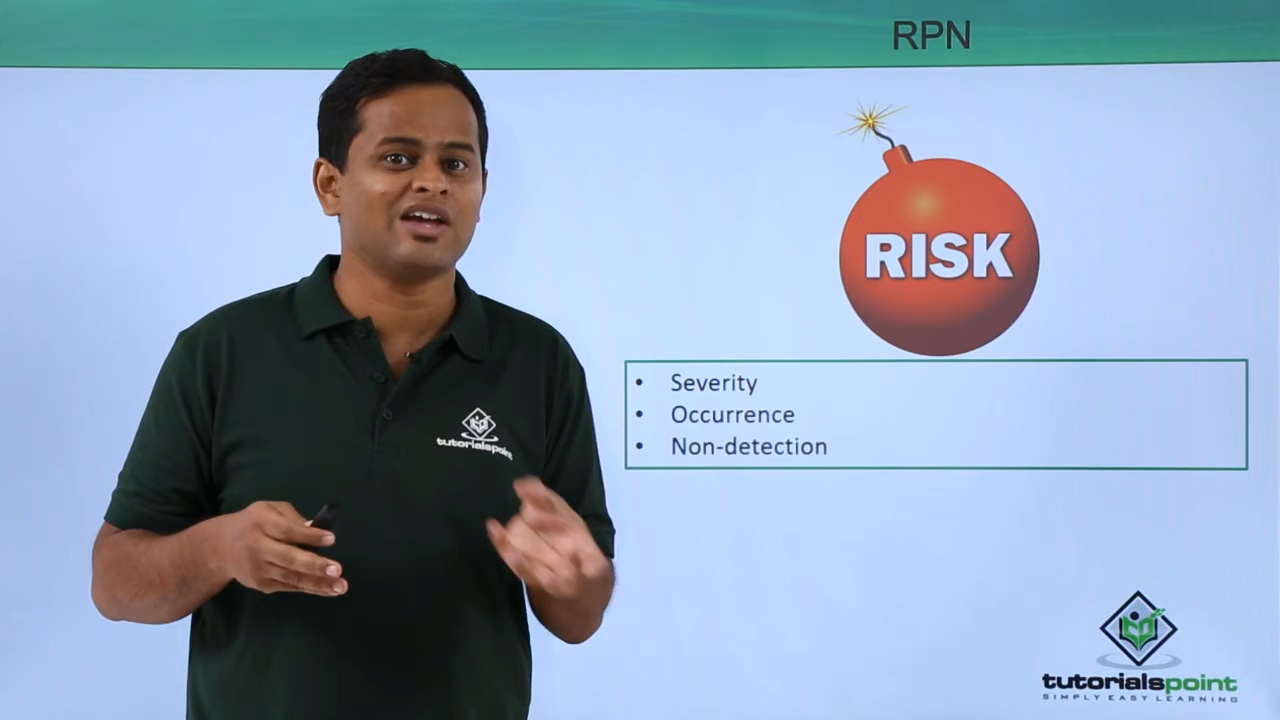 RPN
RISK
• Severity
• Occurrence
• Non-detection
tutorialspoint
tutorialspoint
SIMPLY EASY LEARNING